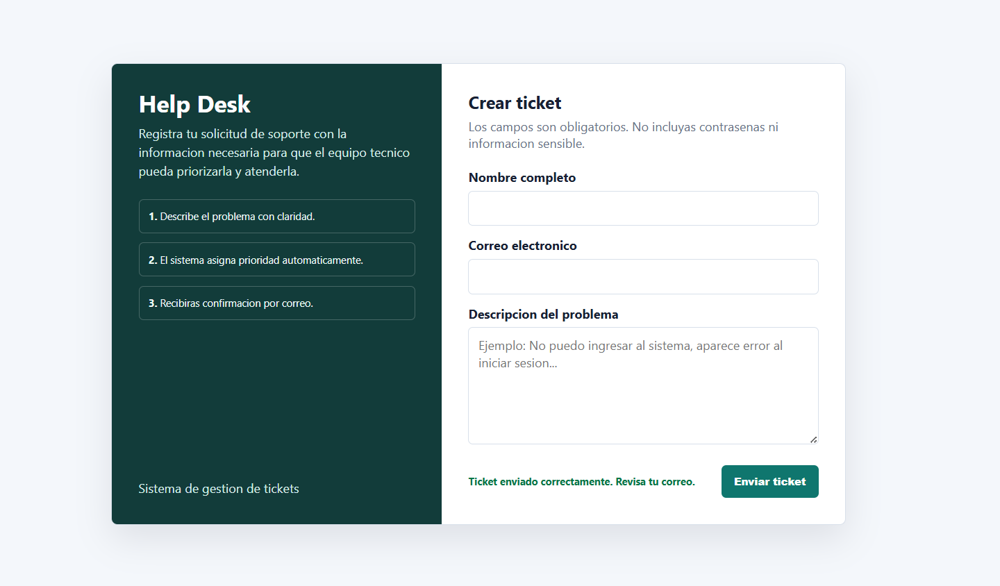 Help Desk
Registra tu solicitud de soporte con la
informacion necesaria para que el equipo tecnico
pueda priorizarla y atenderla.
1. Describe el problema con claridad.
2. El sistema asigna prioridad automaticamente.
3. Recibiras confirmacion por correo.
Sistema de gestion de tickets
Crear ticket
Los campos son obligatorios. No incluyas contrasenas ni
informacion sensible.
Nombre completo
Correo electronico
Descripcion del problema
Ejemplo: No puedo ingresar al sistema, aparece error al
iniciar sesion...
Ticket enviado correctamente. Revisa tu correo.
Enviar ticket